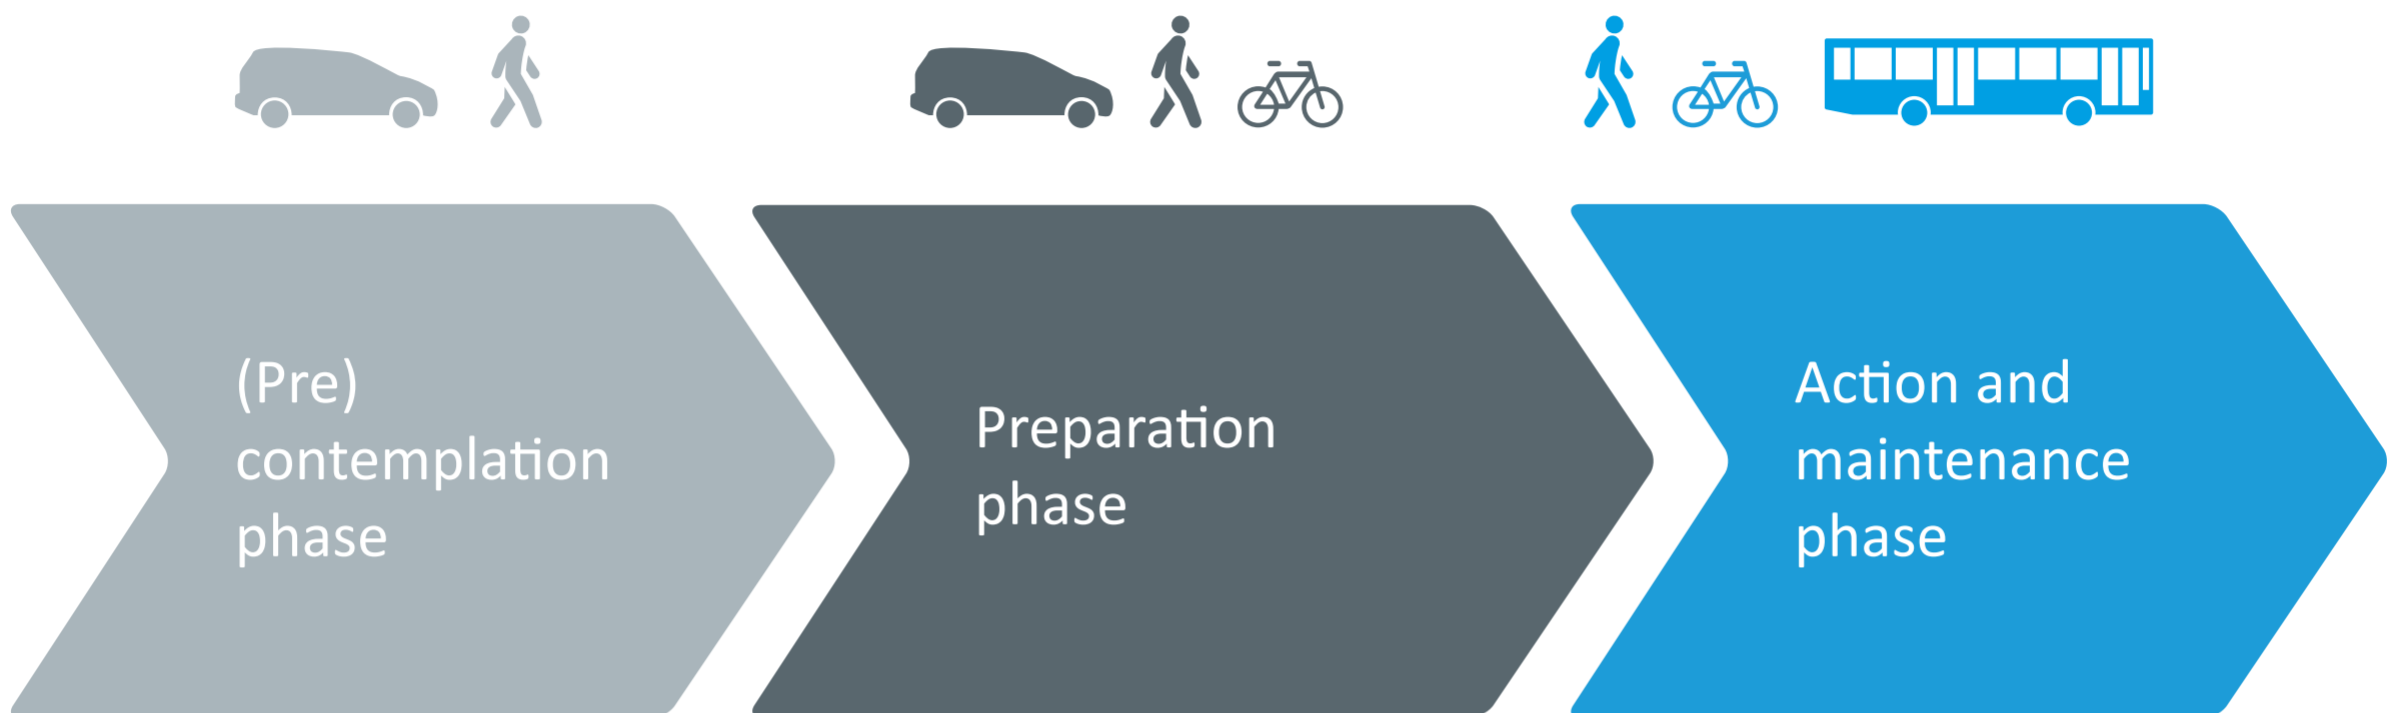 (Pre)
contemplation
phase
Preparation
phase
Action and
maintenance
phase